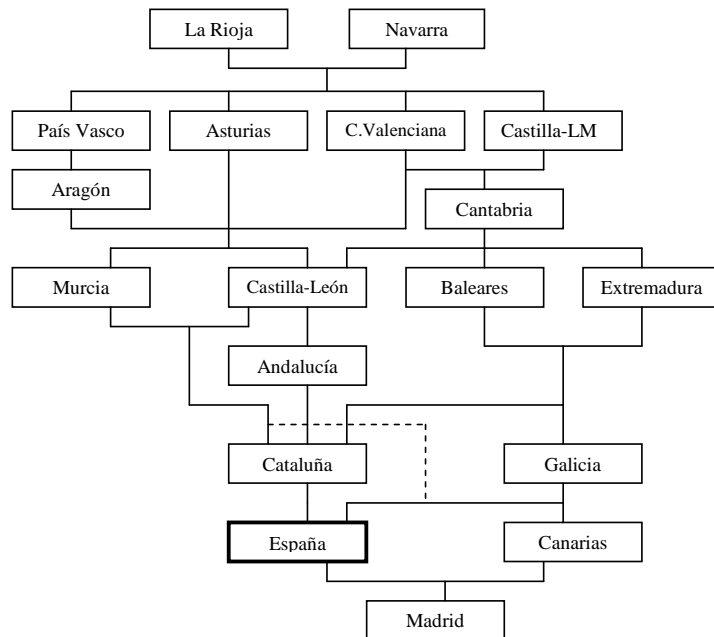 La Rioja
Navarra
País Vasco
Asturias
C.Valenciana
Castilla-LM
Aragón
Cantabria
Murcia
Castilla-León
Baleares
Extremadura
Andalucía
Cataluña
Galicia
España
Canarias
Madrid